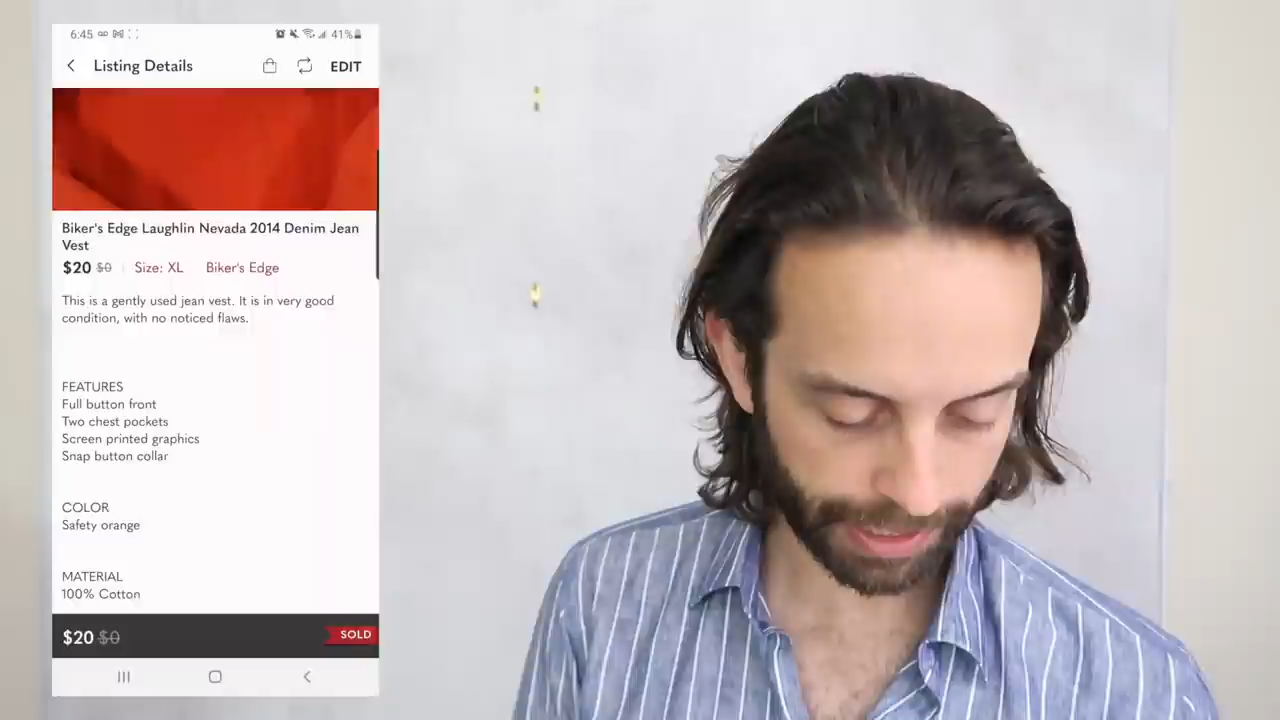 6:45 41%
Listing Details EDIT
Biker's Edge Laughlin Nevada 2014 Denim Jean
Vest
$20 $0 Size: XL Biker's Edge
This is a gently used jean vest. It is in very good
condition, with no noticed flaws.
FEATURES
Full button front
Two chest pockets
Screen printed graphics
Snap button collar
COLOR
Safety orange
MATERIAL
100% Cotton
$20 $0 SOLD